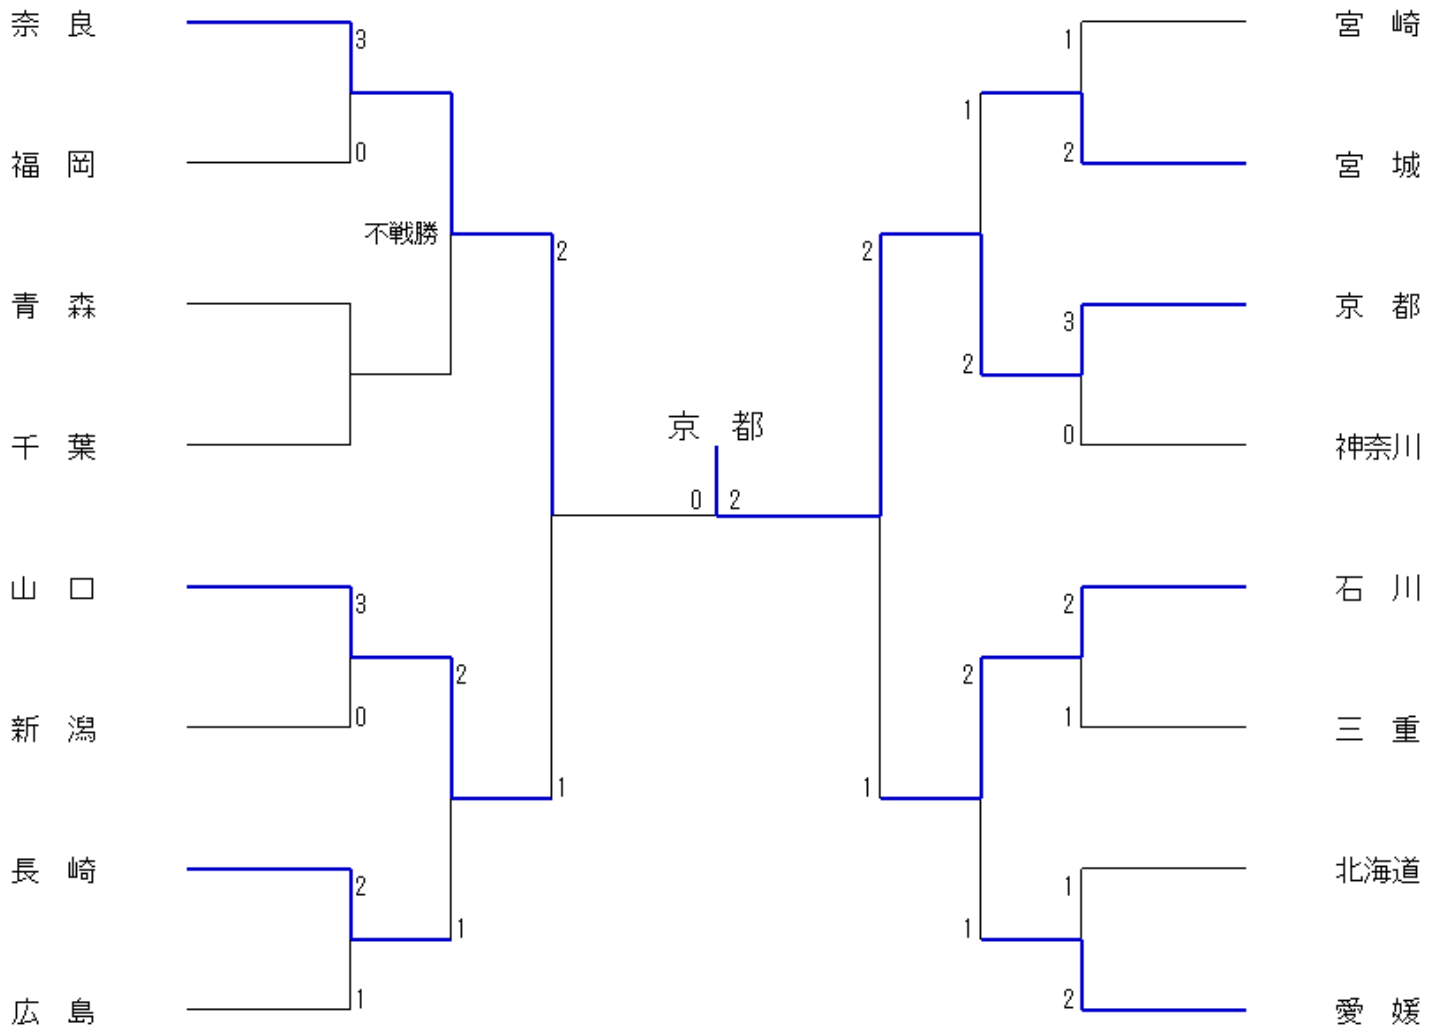 奈 良
3
0
福 岡
不戦勝
青 森
千 葉
2
山 口
3
0
新 潟
2
長 崎
2
1
広 島
1
1
京 都
0 2
宮 崎
1
2
宮 城
1
京 都
3
0
神奈川
2
2
石 川
2
1
三 重
2
北海道
1
2
愛 媛
1
1